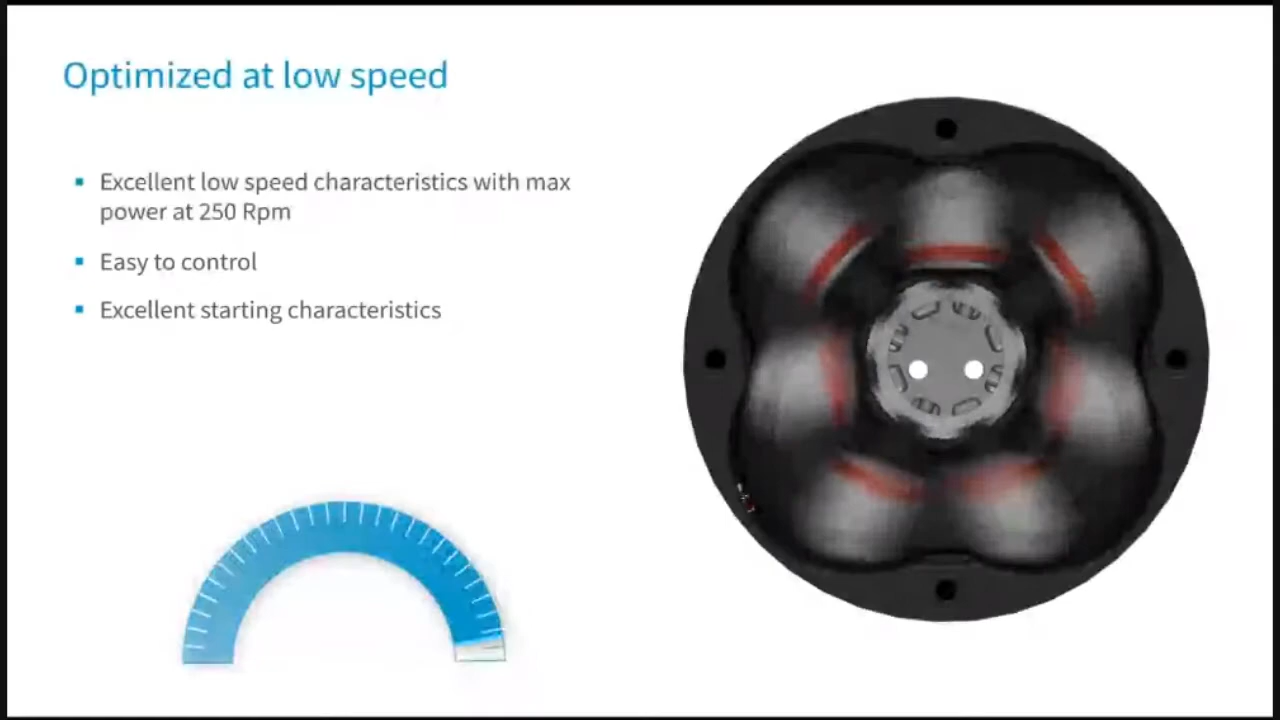 Optimized at low speed
Excellent low speed characteristics with max
power at 250 Rpm
Easy to control
Excellent starting characteristics